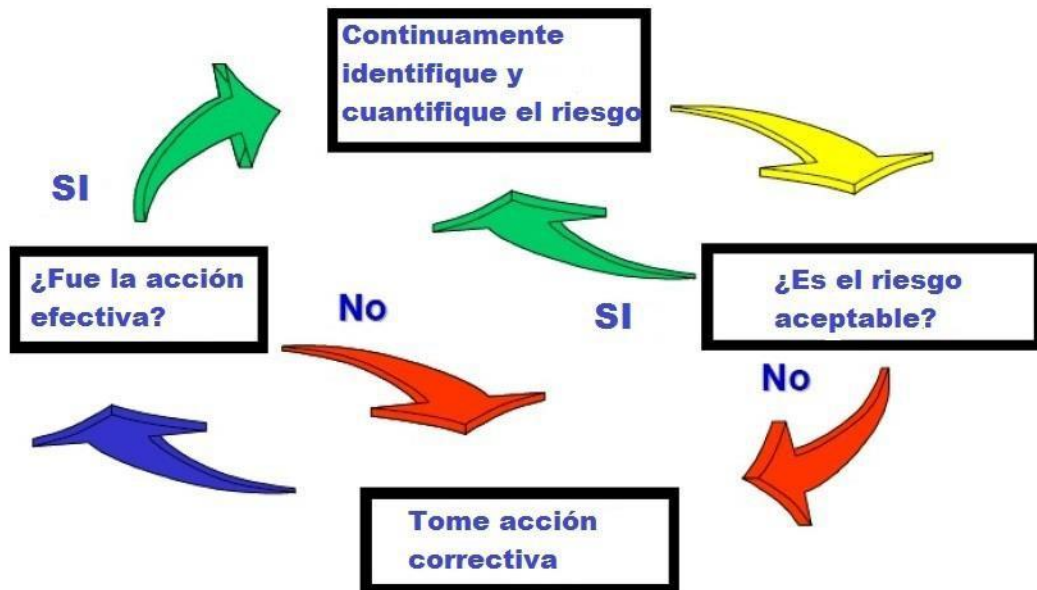 Continuamente
identifique y
cuantifique el riesgo
SI
¿Fue la acción
efectiva?
No
SI
¿Es el riesgo
aceptable?
No
Tome acción
correctiva